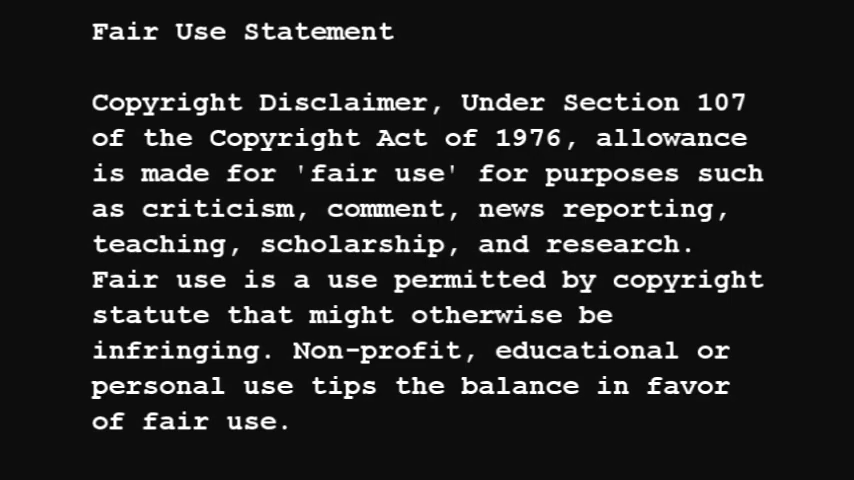 Fair Use Statement
Copyright Disclaimer, Under Section 107
of the Copyright Act of 1976, allowance
is made for 'fair use' for purposes such
as criticism, comment, news reporting,
teaching, scholarship, and research.
Fair use is a use permitted by copyright
statute that might otherwise be
infringing. Non-profit, educational or
personal use tips the balance in favor
of fair use.